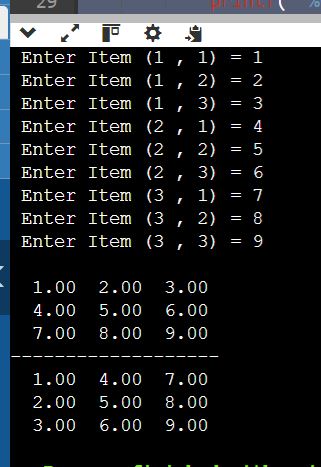 29 printf( "%
Enter Item (1 , 1) = 1
Enter Item (1 , 2) = 2
Enter Item (1 , 3) = 3
Enter Item (2 , 1) = 4
Enter Item (2 , 2) = 5
Enter Item (2 , 3) = 6
Enter Item (3 , 1) = 7
Enter Item (3 , 2) = 8
Enter Item (3 , 3) = 9
1.00 2.00 3.00
4.00 5.00 6.00
7.00 8.00 9.00
-------------------
1.00 4.00 7.00
2.00 5.00 8.00
3.00 6.00 9.00